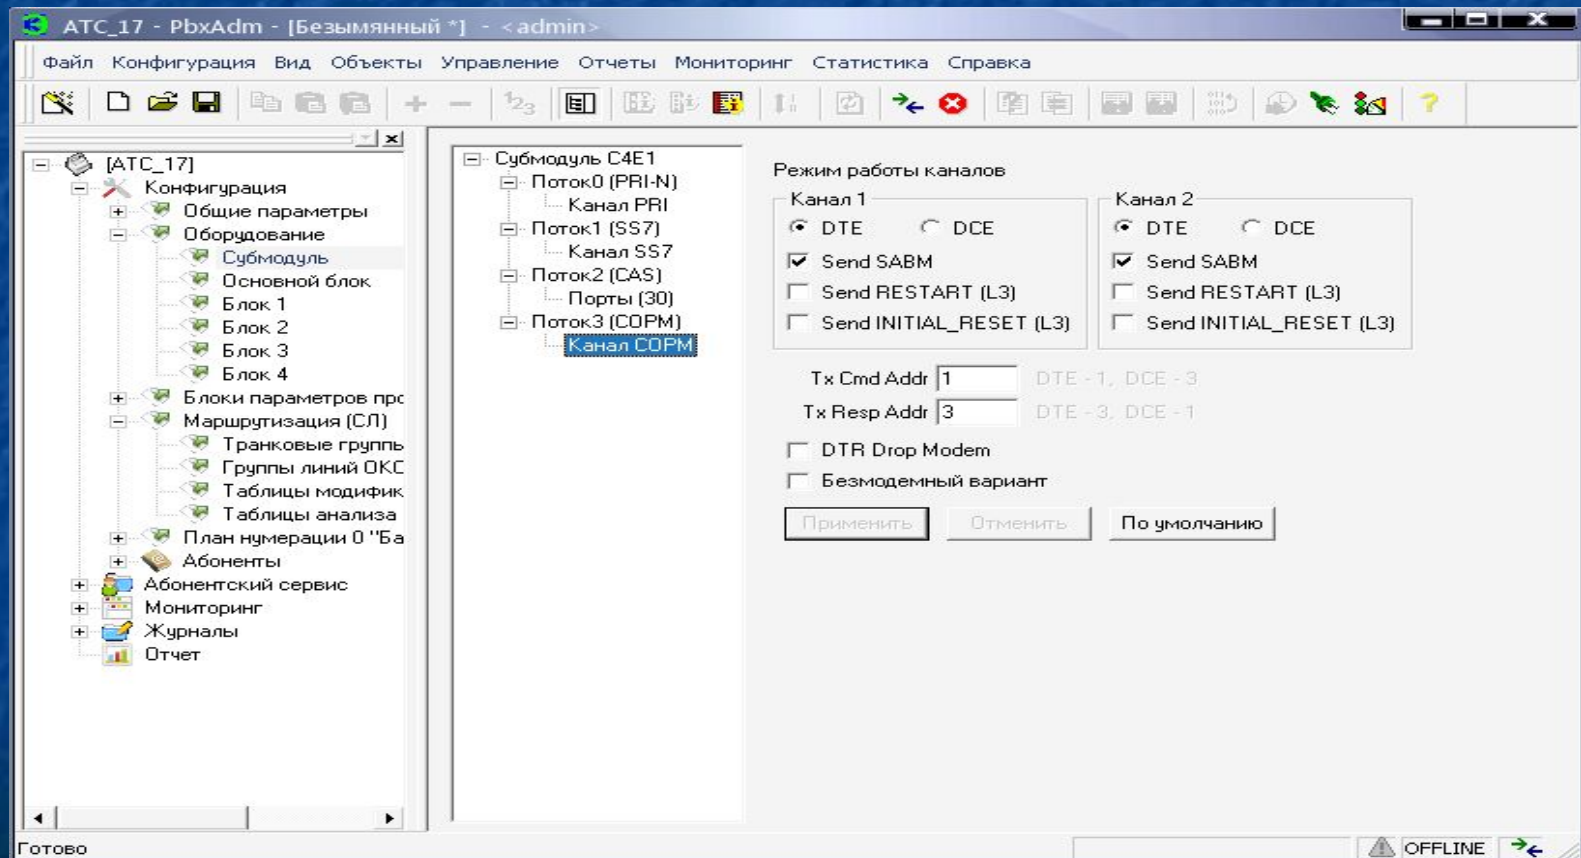 АТС_17 - PbxAdm - [Безымянный *] - <admin>
Файл Конфигурация Вид Объекты Управление Отчеты Мониторинг Статистика Справка
[АТС_17]
Конфигурация
Общие параметры
Оборудование
Субмодуль
Основной блок
Блок 1
Блок 2
Блок 3
Блок 4
Блоки параметров прс
Маршрутизация (СЛ)
Транковые группы
Группы линий ОКС
Таблицы модифик
Таблицы анализа
План нумерации 0 "Ба
Абоненты
Абонентский сервис
Мониторинг
Журналы
Отчет
Субмодуль С4Е1
Поток0 (PRI-N)
Канал PRI
Поток1 (SS7)
Канал SS7
Поток2 (CAS)
Порты (30)
Поток3 (СОРМ)
Канал СОРМ
Режим работы каналов
Канал 1
DTE DCE
Send SABM
Send RESTART (L3)
Send INITIAL_RESET (L3)
Канал 2
DTE DCE
Send SABM
Send RESTART (L3)
Send INITIAL_RESET (L3)
Tx Cmd Addr 1 DTE - 1, DCE - 3
Tx Resp Addr 3 DTE - 3, DCE - 1
DTR Drop Modem
Безмодемный вариант
Применить Отменить По умолчанию
Готово OFFLINE